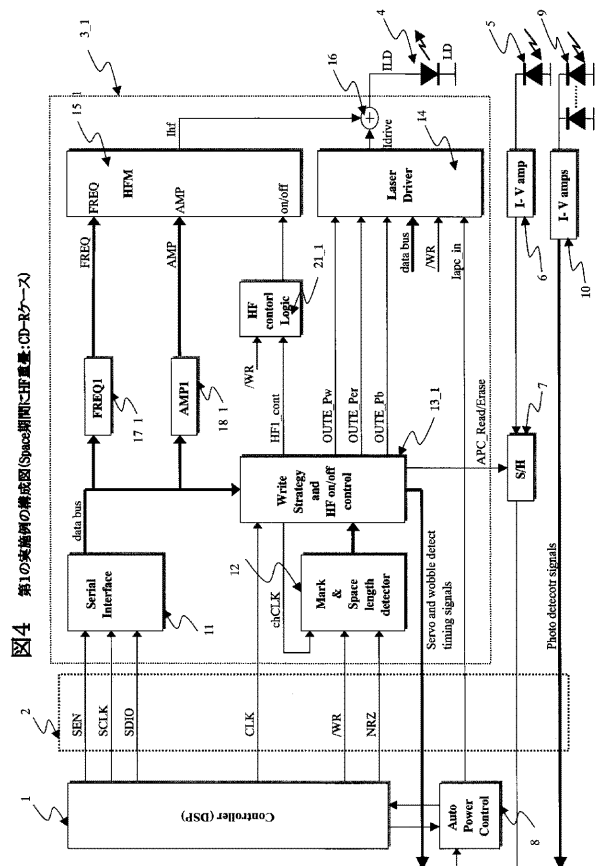 図4 第1の実施例の構成図(Space期間にHF重畳:CD-Rケース)
1
Controller (DSP)
2
SEN
SCLK
SDIO
CLK
/WR
NRZ
3_1
Serial
Interface
11
data bus
FREQ1
17_1
AMP1
18_1
FREQ
AMP
15_1
FREQ
HFM
AMP
on/off
Ihf
12
chCLK
Mark
&
Space
length
detector
Write
Strategy
and
HF on/off
control
13_1
HF1_cont
/WR
HF
contorl
Logic
21_1
OUTE_Pw
OUTE_Per
OUTE_Pb
data bus
/WR
Iapc_in
Laser
Driver
14
Idrive
16
ILD
4
LD
APC_Read/Erase
Servo and wobble detect
timing signals
Auto
Power
Control
8
S/H
7
I- V amp
6
5
I- V amps
10
9
Photo detecotr signals